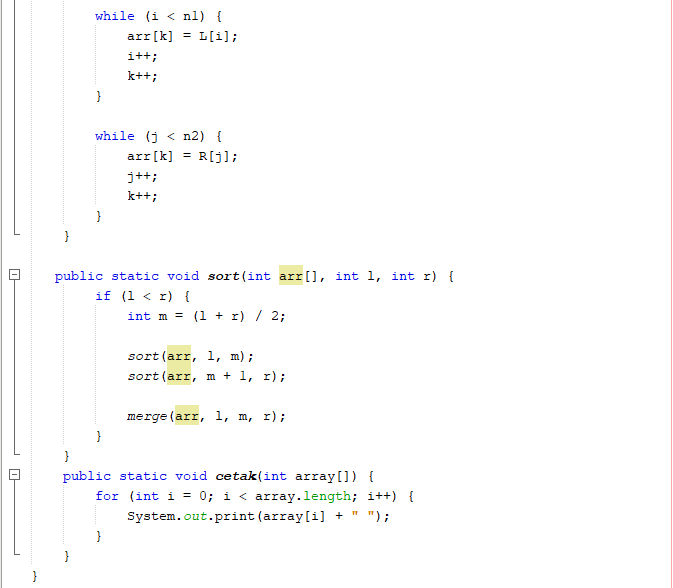 while (i < n1) {
arr[k] = L[i];
i++;
k++;
}
while (j < n2) {
arr[k] = R[j];
j++;
k++;
}
}
public static void sort(int arr[], int l, int r) {
if (l < r) {
int m = (l + r) / 2;
sort(arr, l, m);
sort(arr, m + 1, r);
merge(arr, l, m, r);
}
}
public static void cetak(int array[]) {
for (int i = 0; i < array.length; i++) {
System.out.print(array[i] + " ");
}
}
}